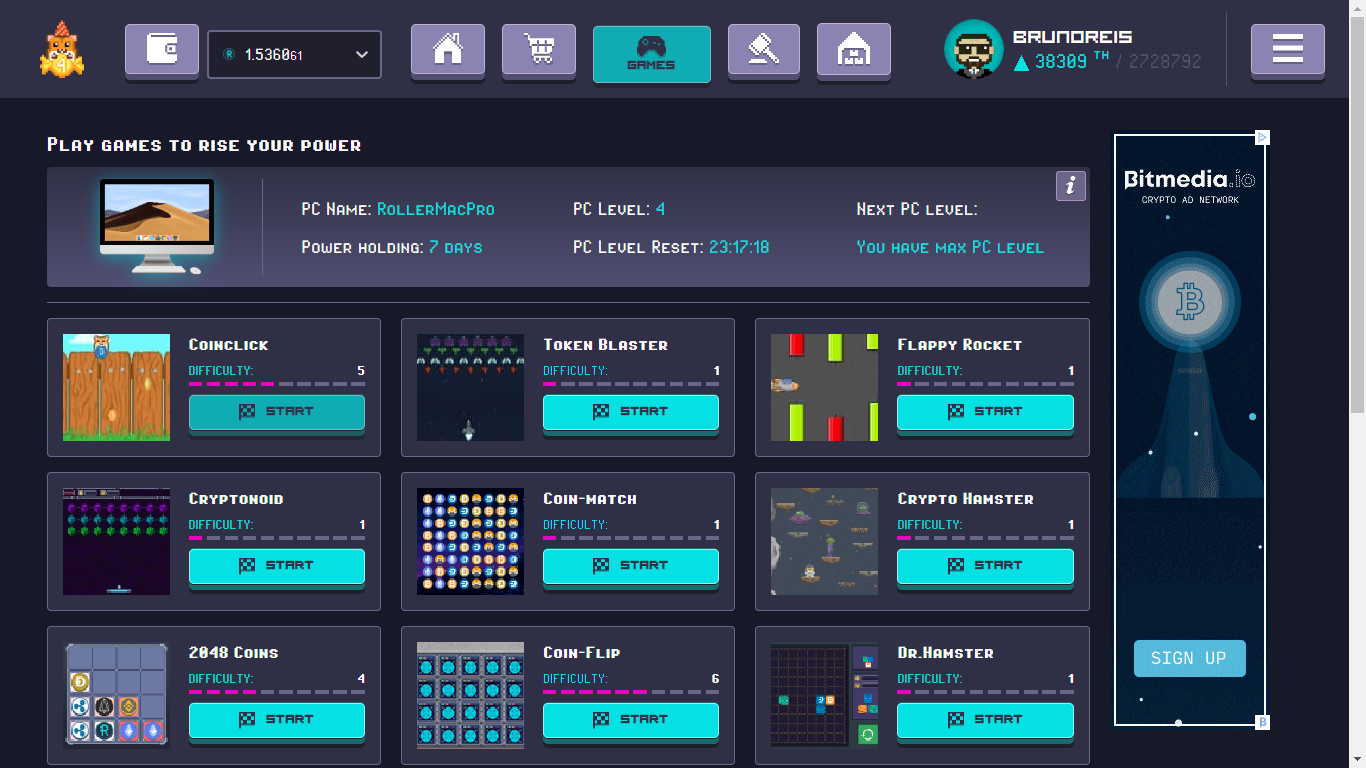 1.536061
GAMES
BRUNOREIS
38309 TH / 2728792
Play games to rise your power
PC Name: RollerMacPro
PC Level: 4
Next PC level:
Power holding: 7 days
PC Level Reset: 23:17:18
You have max PC level
Coinclick
DIFFICULTY: 5
START
Token Blaster
DIFFICULTY: 1
START
Flappy Rocket
DIFFICULTY: 1
START
Cryptonoid
DIFFICULTY: 1
START
Coin-match
DIFFICULTY: 1
START
Crypto Hamster
DIFFICULTY: 1
START
2048 Coins
DIFFICULTY: 4
START
Coin-Flip
DIFFICULTY: 6
START
Dr.Hamster
DIFFICULTY: 1
START
Bitmedia.io
CRYPTO AD NETWORK
SIGN UP